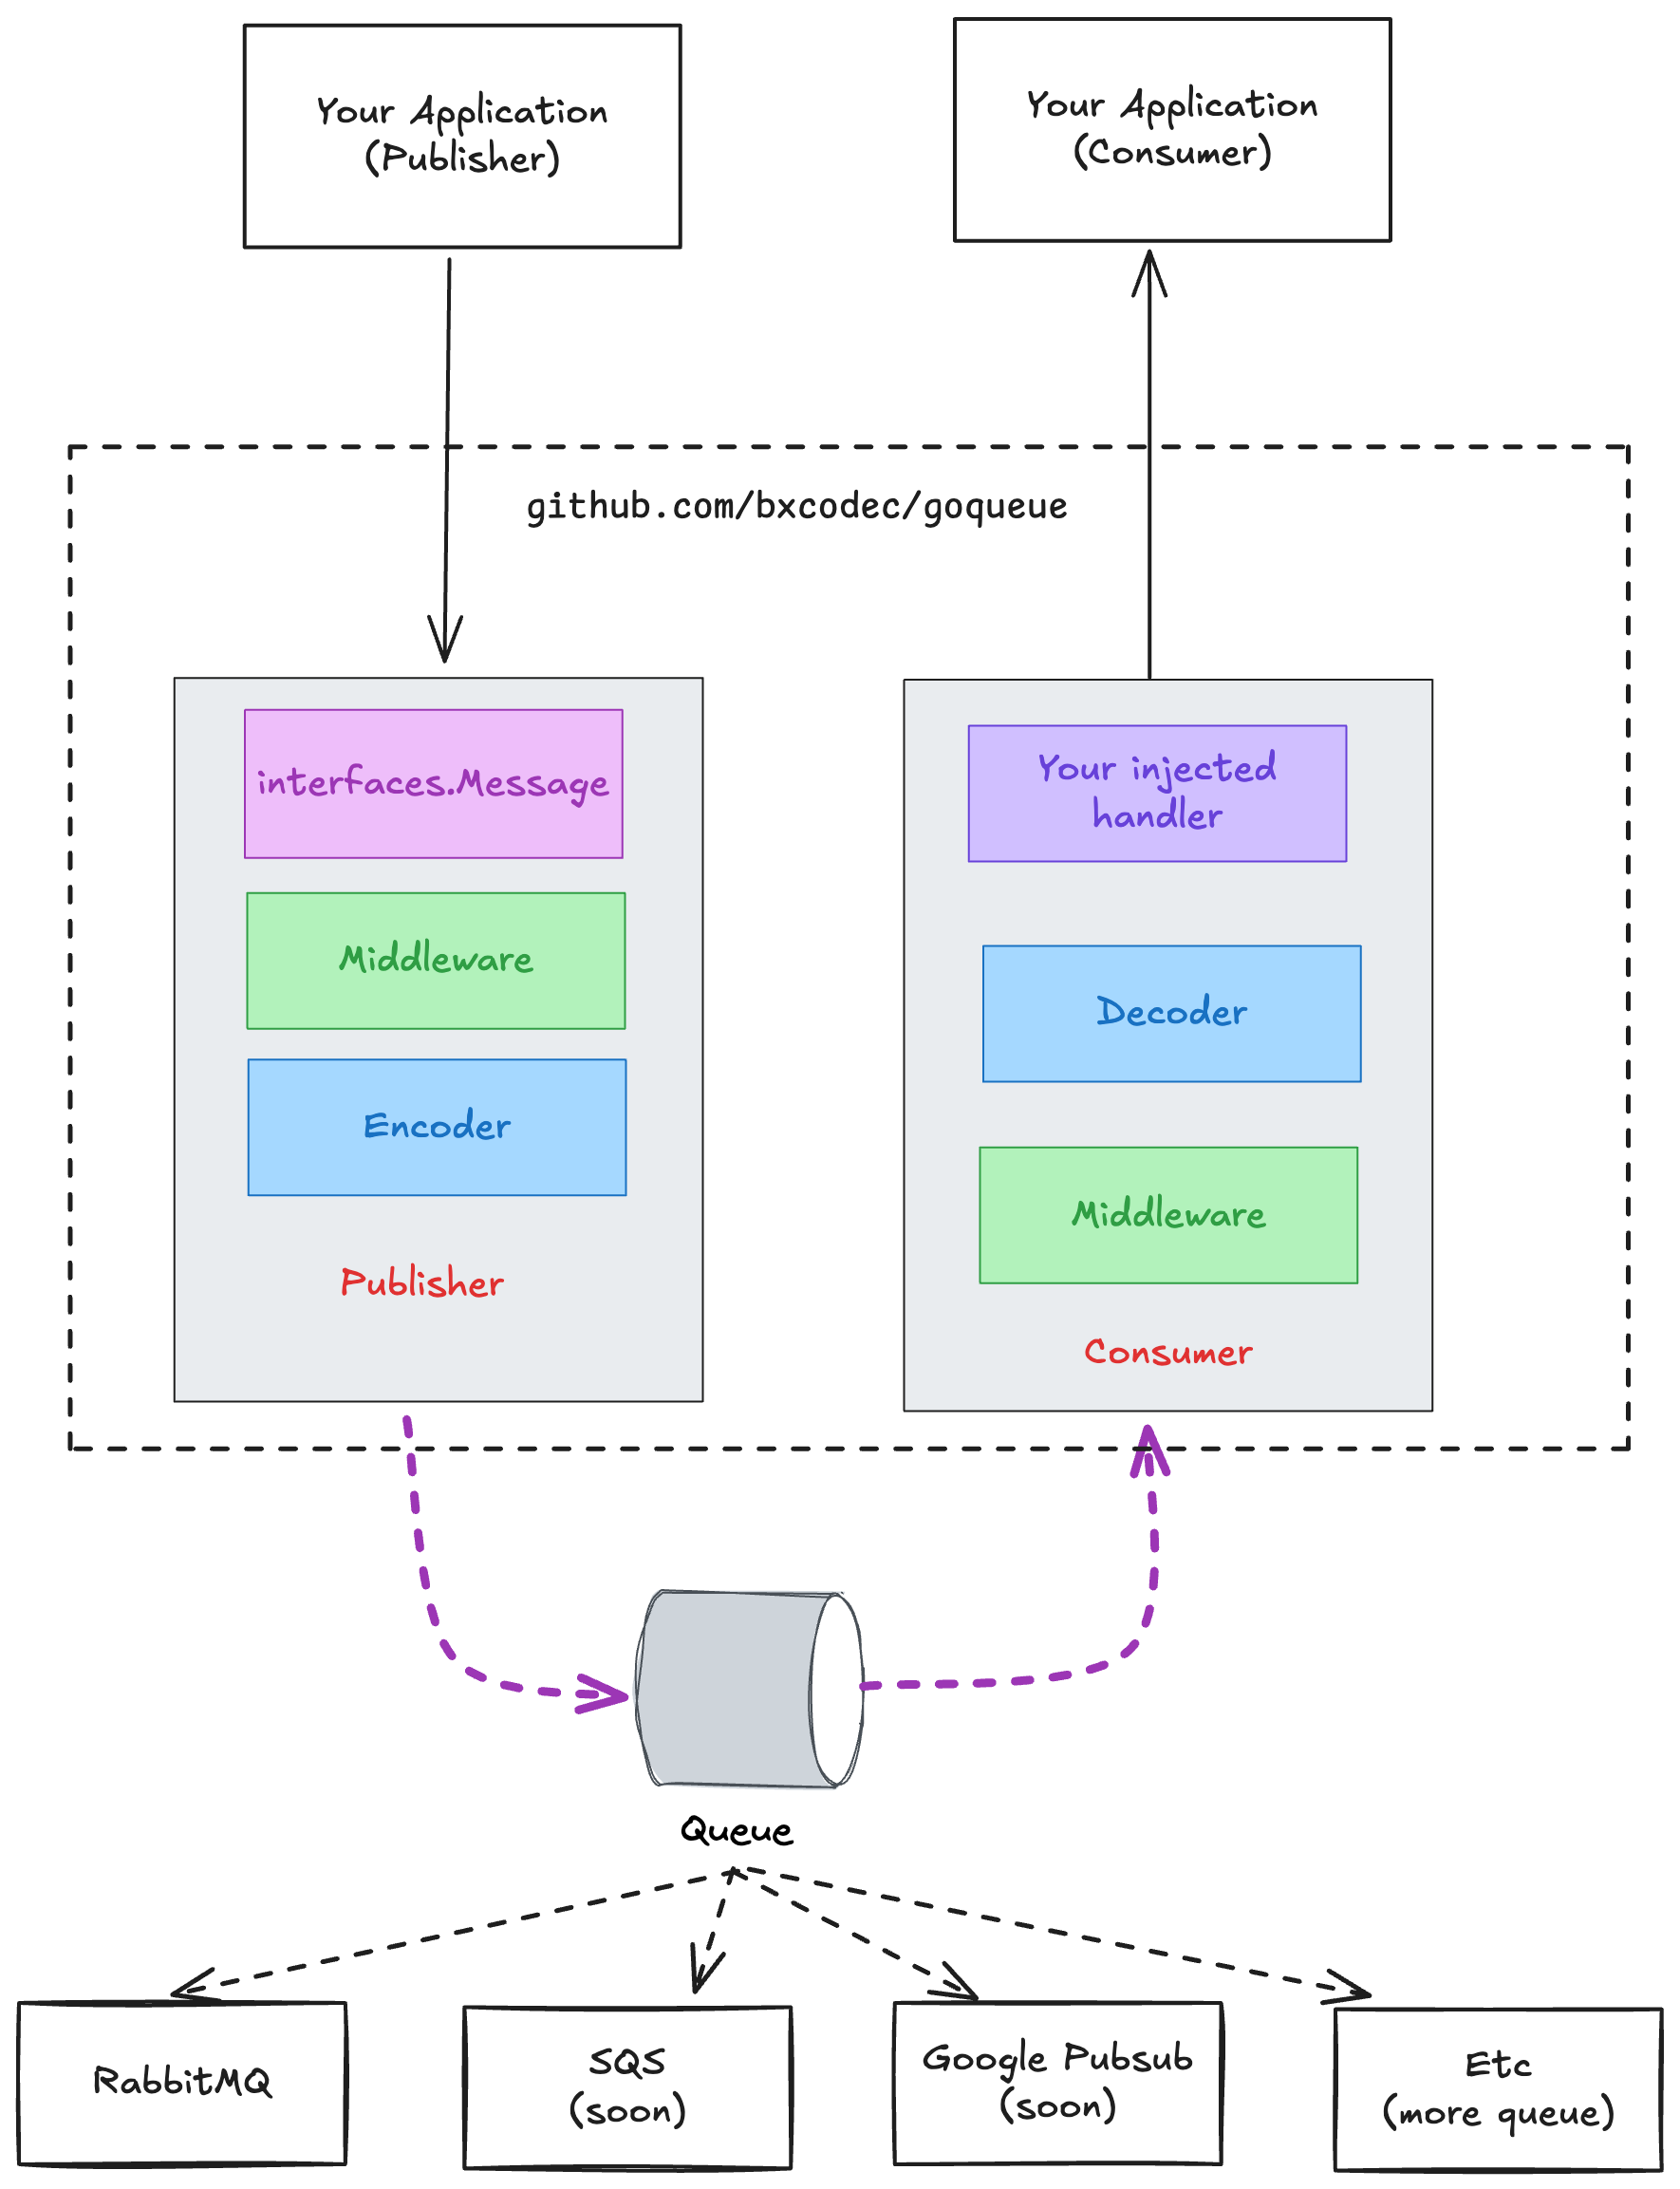 Your Application
(Publisher)
Your Application
(Consumer)
github.com/bxcodec/goqueue
interfaces.Message
Middleware
Encoder
Publisher
Your injected
handler
Decoder
Middleware
Consumer
Queue
RabbitMQ
SQS
(soon)
Google Pubsub
(soon)
Etc
(more queue)